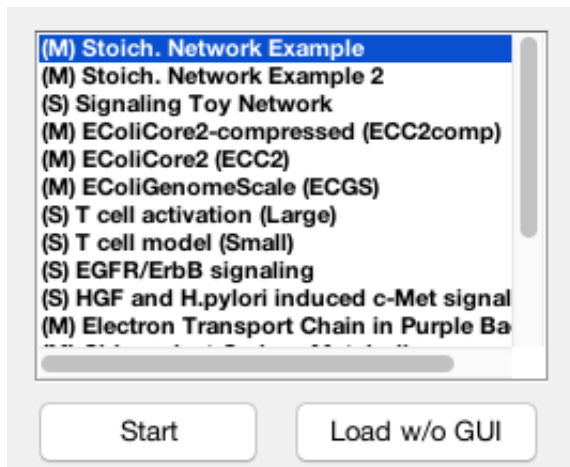 (M) Stoich. Network Example
(M) Stoich. Network Example 2
(S) Signaling Toy Network
(M) EColiCore2-compressed (ECC2comp)
(M) EColiCore2 (ECC2)
(M) EColiGenomeScale (ECGS)
(S) T cell activation (Large)
(S) T cell model (Small)
(S) EGFR/ErbB signaling
(S) HGF and H.pylori induced c-Met signal
(M) Electron Transport Chain in Purple Ba
Start
Load w/o GUI